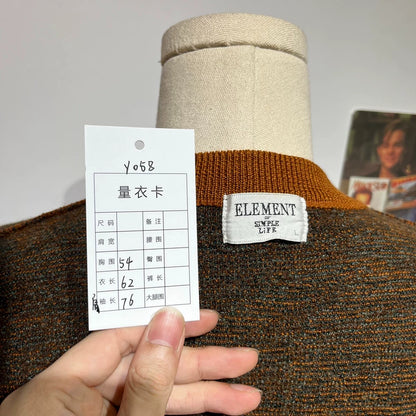 Y058
量衣卡
尺码 备注
肩宽 腰围
胸围 54 臀围
衣长 62 裤长
袖长 76 大腿围
ELEMENT
OF
SIMPLE
LiFE
L